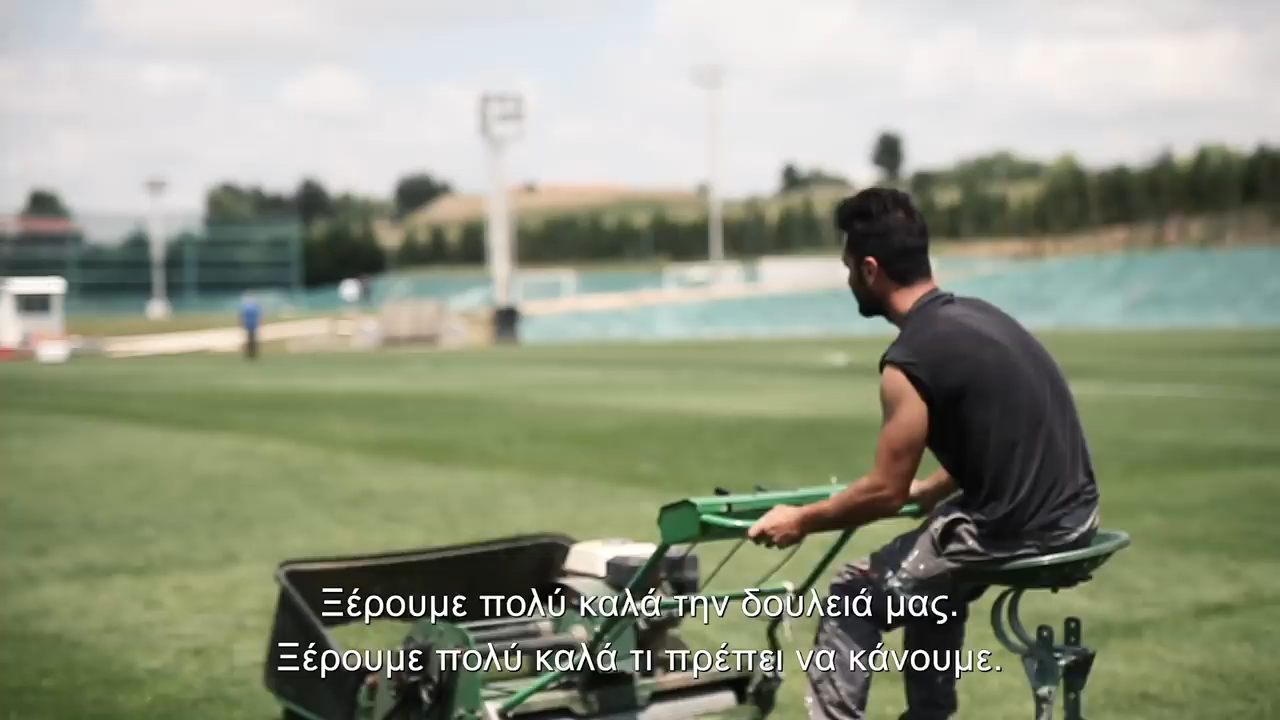 Ξέρουμε πολύ καλά την δουλειά μας.
Ξέρουμε πολύ καλά τι πρέπει να κάνουμε.